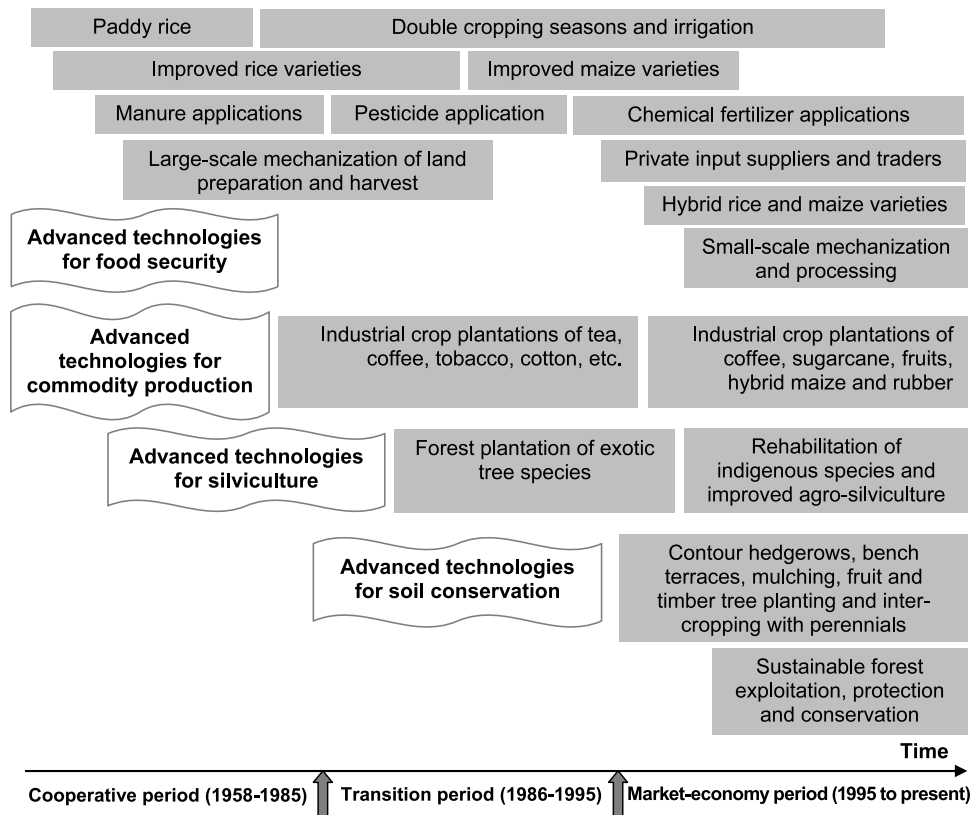 Paddy rice
Double cropping seasons and irrigation
Improved rice varieties
Improved maize varieties
Manure applications
Pesticide application
Chemical fertilizer applications
Large-scale mechanization of land
preparation and harvest
Private input suppliers and traders
Hybrid rice and maize varieties
Advanced technologies
for food security
Small-scale mechanization
and processing
Advanced
technologies for
commodity production
Industrial crop plantations of tea,
coffee, tobacco, cotton, etc.
Industrial crop plantations of
coffee, sugarcane, fruits,
hybrid maize and rubber
Advanced technologies
for silviculture
Forest plantation of exotic
tree species
Rehabilitation of
indigenous species and
improved agro-silviculture
Advanced technologies
for soil conservation
Contour hedgerows, bench
terraces, mulching, fruit and
timber tree planting and inter-
cropping with perennials
Sustainable forest
exploitation, protection
and conservation
Time
Cooperative period (1958-1985)
Transition period (1986-1995)
Market-economy period (1995 to present)